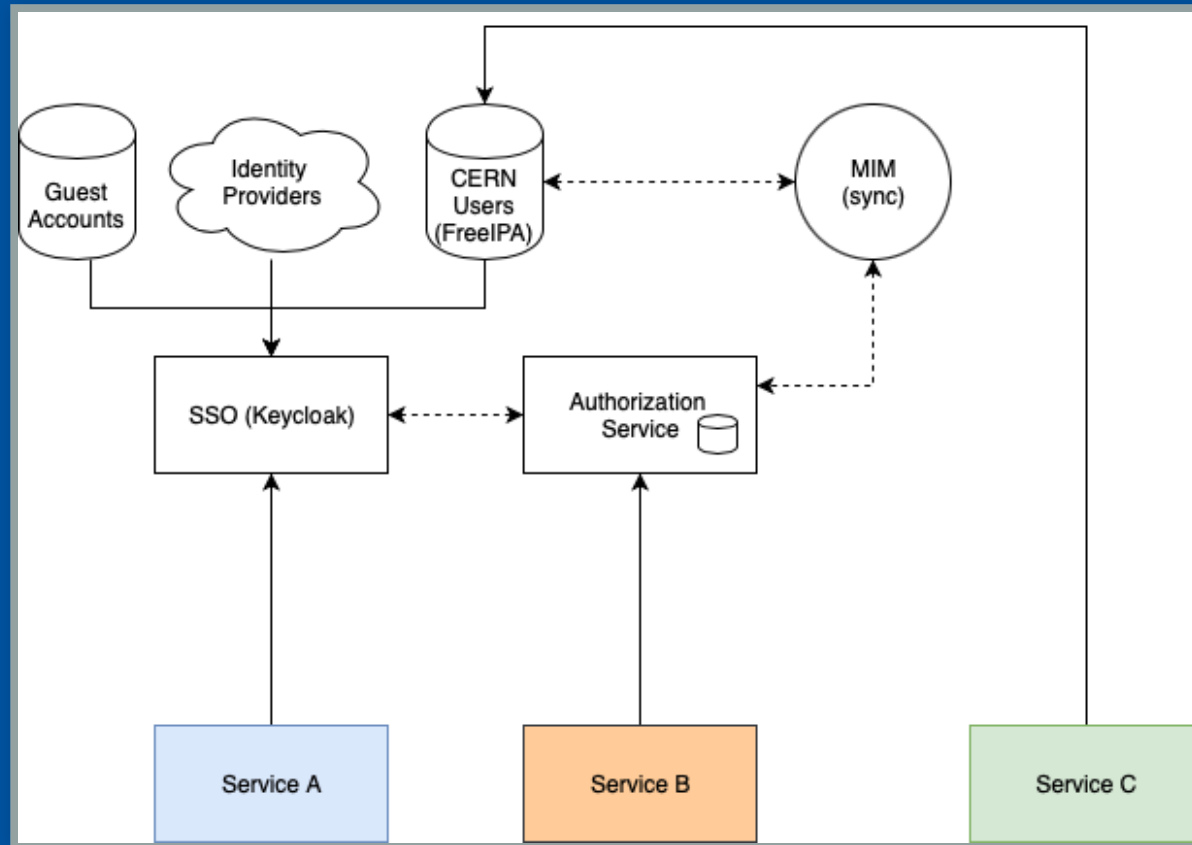 Guest
Accounts
Identity
Providers
CERN
Users
(FreeIPA)
MIM
(sync)
SSO (Keycloak)
Authorization
Service
Service A
Service B
Service C